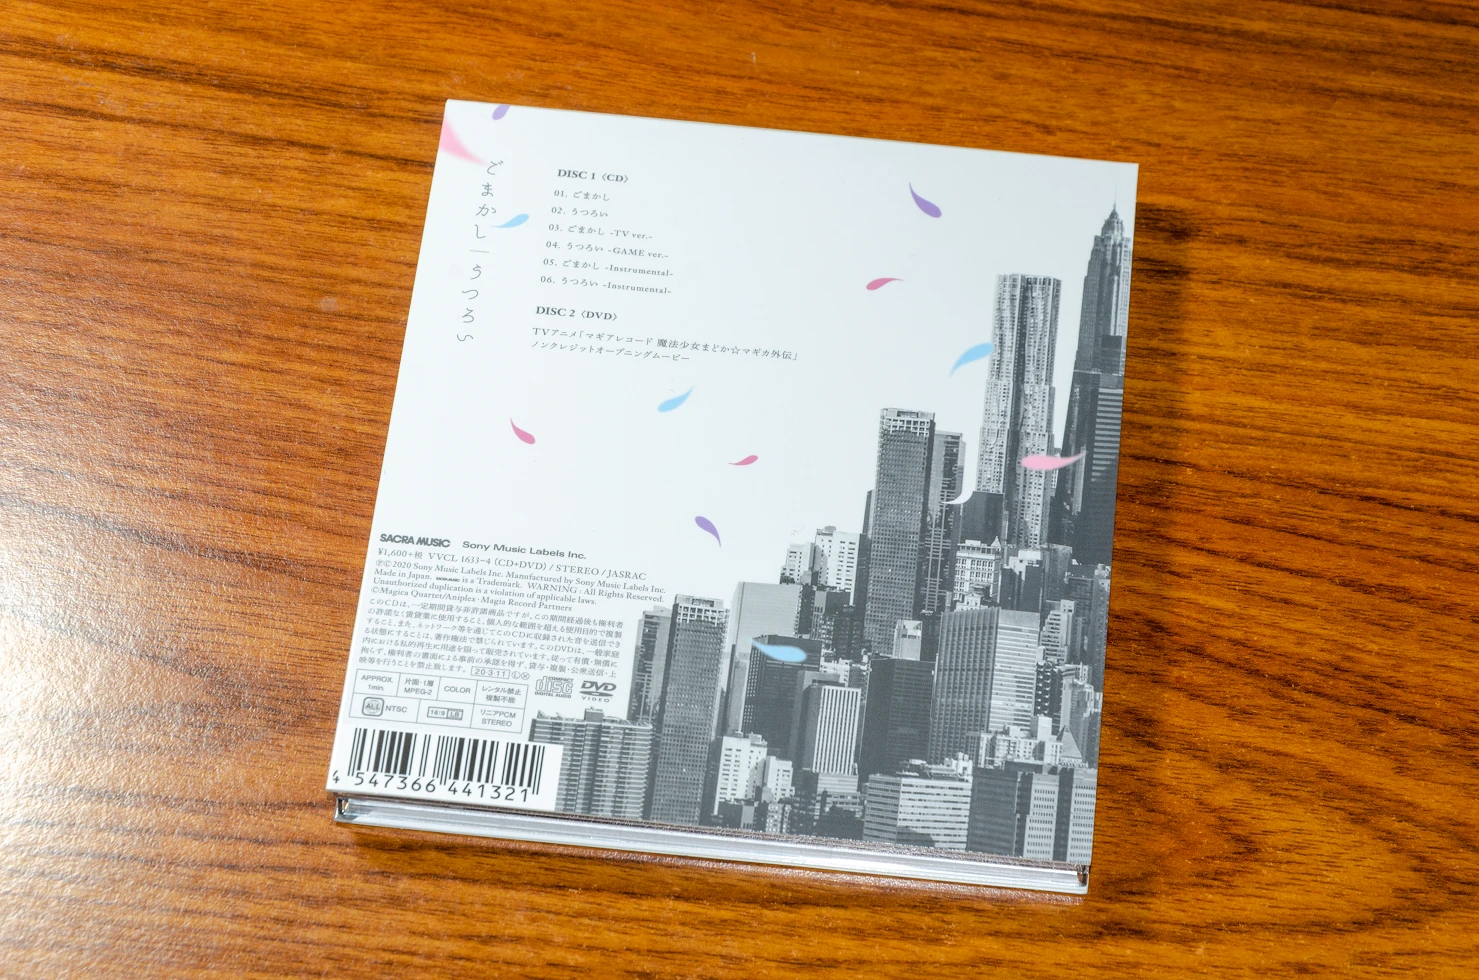 ごまかし｜うつろい
DISC 1〈CD〉
01. ごまかし
02. うつろい
03. ごまかし -TV ver.-
04. うつろい -GAME ver.-
05. ごまかし -Instrumental-
06. うつろい -Instrumental-
DISC 2〈DVD〉
TVアニメ「マギアレコード 魔法少女まどか☆マギカ外伝」
ノンクレジットオープニングムービー
SACRA MUSIC Sony Music Labels Inc.
¥1,600+税 VVCL 1633-4 (CD+DVD) / STEREO / JASRAC
℗© 2020 Sony Music Labels Inc. Manufactured by Sony Music Labels Inc.
Made in Japan. SACRA MUSIC is a Trademark. WARNING : All Rights Reserved.
Unauthorized duplication is a violation of applicable laws.
©Magica Quartet/Aniplex・Magia Record Partners
このCDは、一定期間貸与非許諾商品ですが、この期間経過後も権利者
の許諾なく賃貸業に使用すること、個人的な範囲を超える使用目的で複製
すること、また、ネットワーク等を通じてこのCDに収録された音を送信でき
る状態にすることは、著作権法で禁じられています。このDVDは、一般家庭
内における私的再生に用途を限って販売されています。従って有償・無償に
拘らず、権利者の書面による事前の承認を得ず、貸与・複製・公衆送信・上
映等を行うことを禁止致します。 20・3・11 Ⓛ Ⓧ
APPROX. 1min. 片面・1層 MPEG-2 COLOR レンタル禁止 複製不能
ALL NTSC 16:9 LB リニアPCM STEREO
COMPACT disc DIGITAL AUDIO DVD VIDEO
4 547366 441321